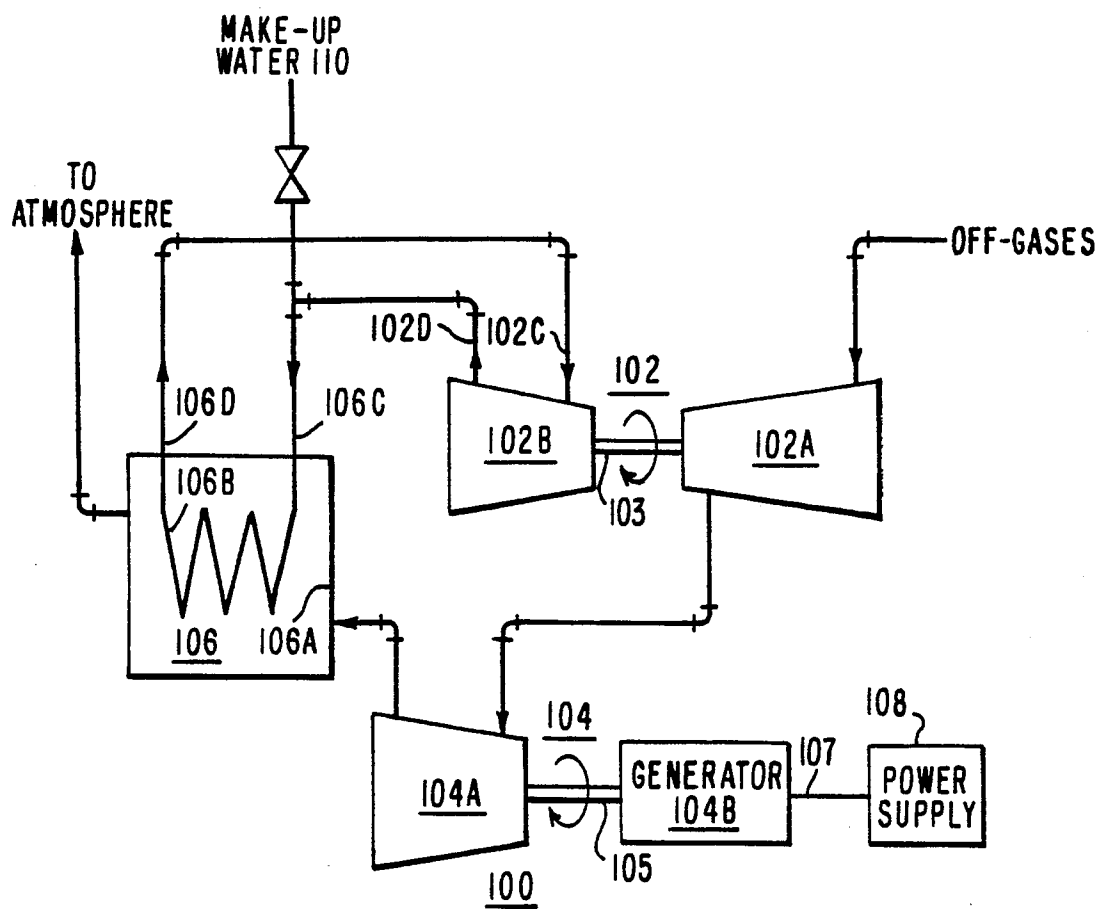 MAKE-UP
WATER 110
TO
ATMOSPHERE
OFF-GASES
102D
102C
102
106D
106C
102B
102A
106B
103
106
106A
104
108
107
104A
GENERATOR
104B
POWER
SUPPLY
105
100